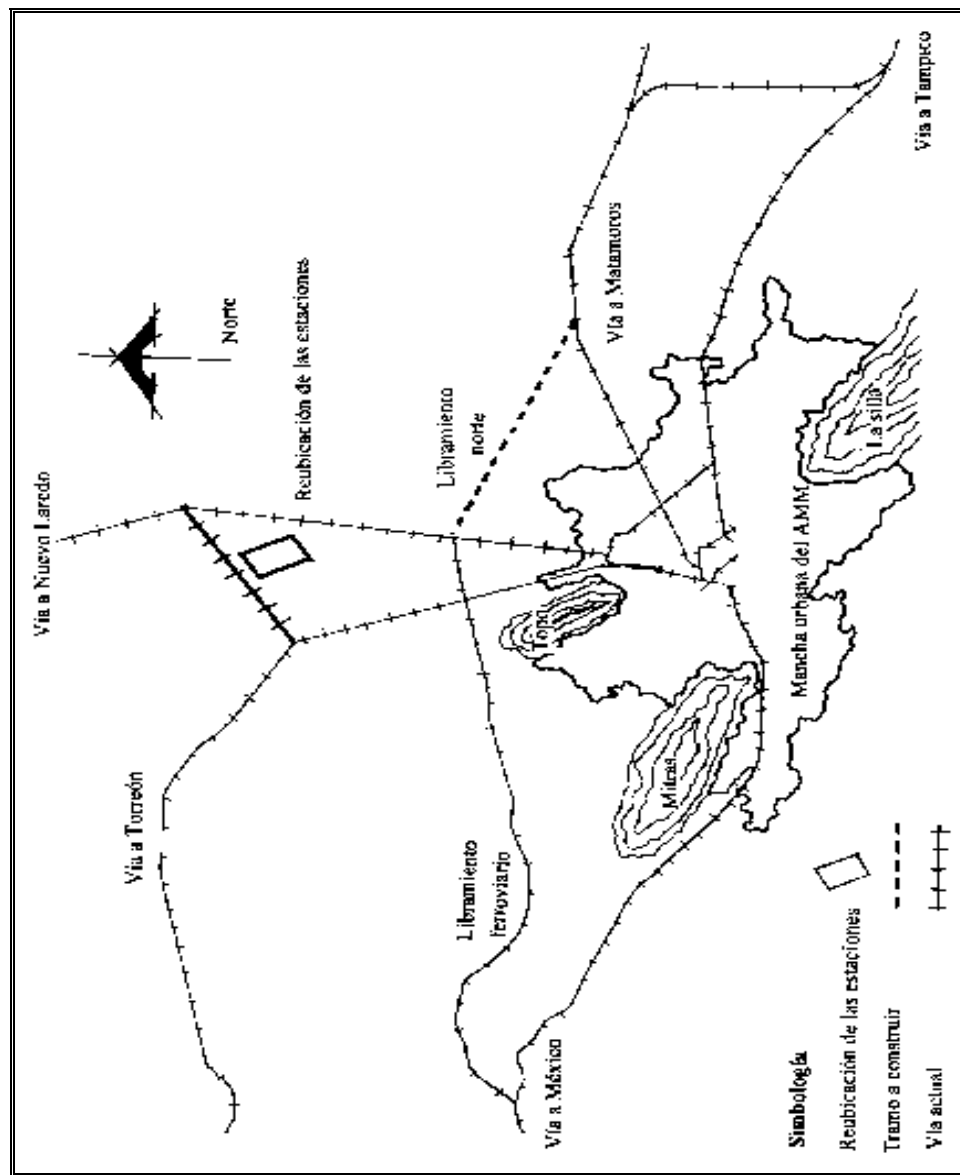 Vía a Nuevo Laredo
Norte
Vía a Torreón
Reubicación de las estaciones
Libramiento
norte
Libramiento
ferroviario
Topo
Vía a Matamoros
Vía a México
Mitras
La silla
Mancha urbana del AMM
Vía a Tampico
Simbología
Reubicación de las estaciones
Tramo a construir
Vía actual